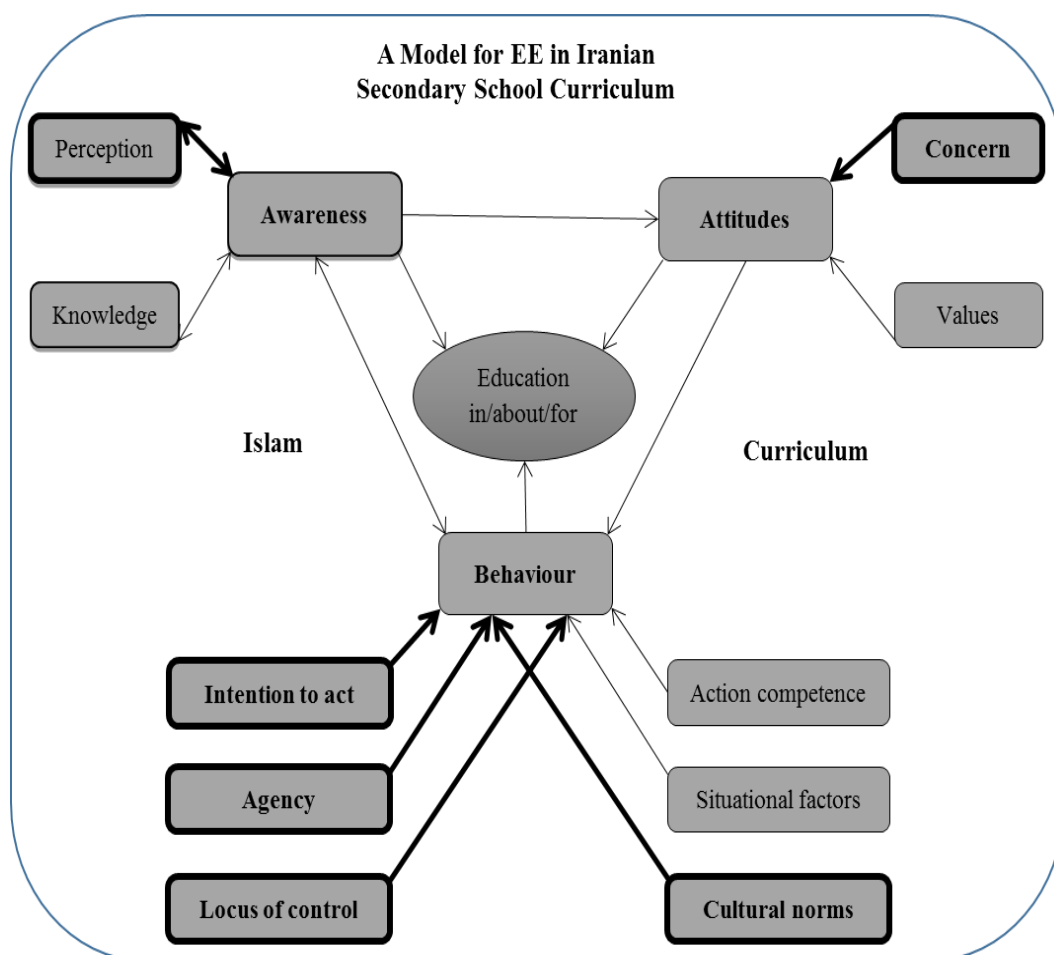 A Model for EE in Iranian
Secondary School Curriculum
Perception
Concern
Awareness
Attitudes
Knowledge
Values
Education
in/about/for
Islam
Curriculum
Behaviour
Intention to act
Action competence
Agency
Situational factors
Locus of control
Cultural norms